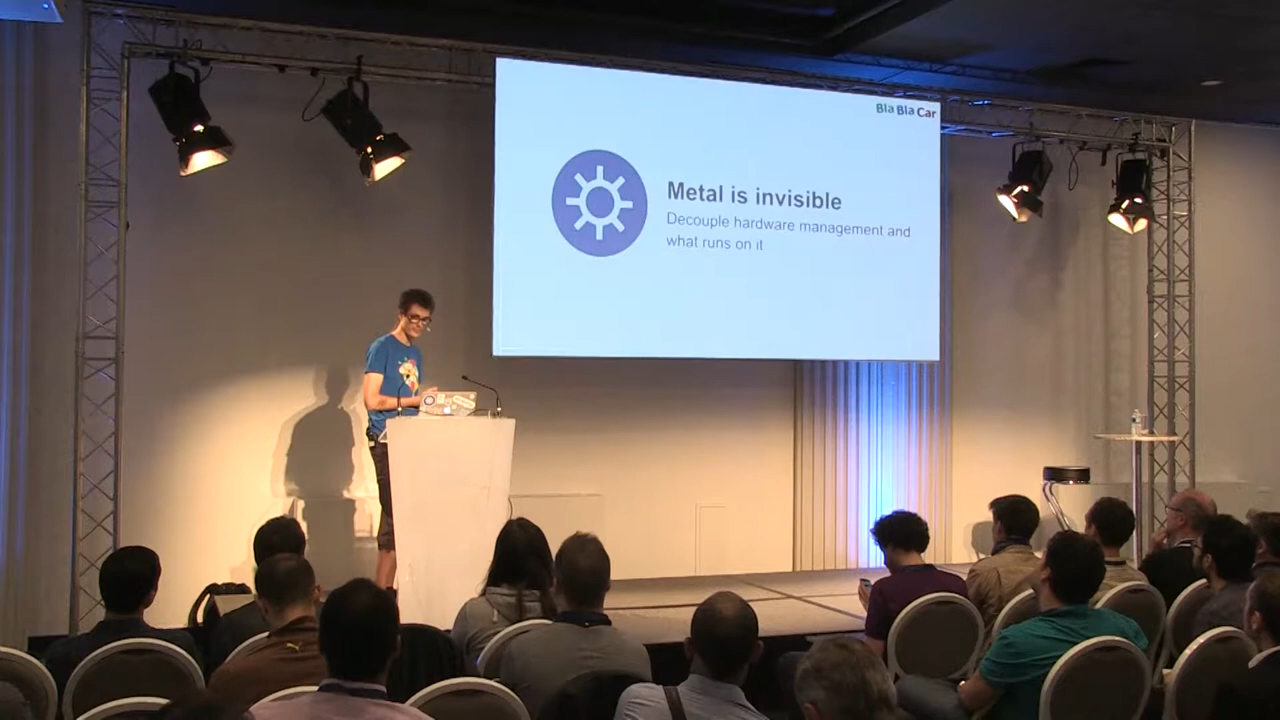 Bla Bla Car
Metal is invisible
Decouple hardware management and
what runs on it